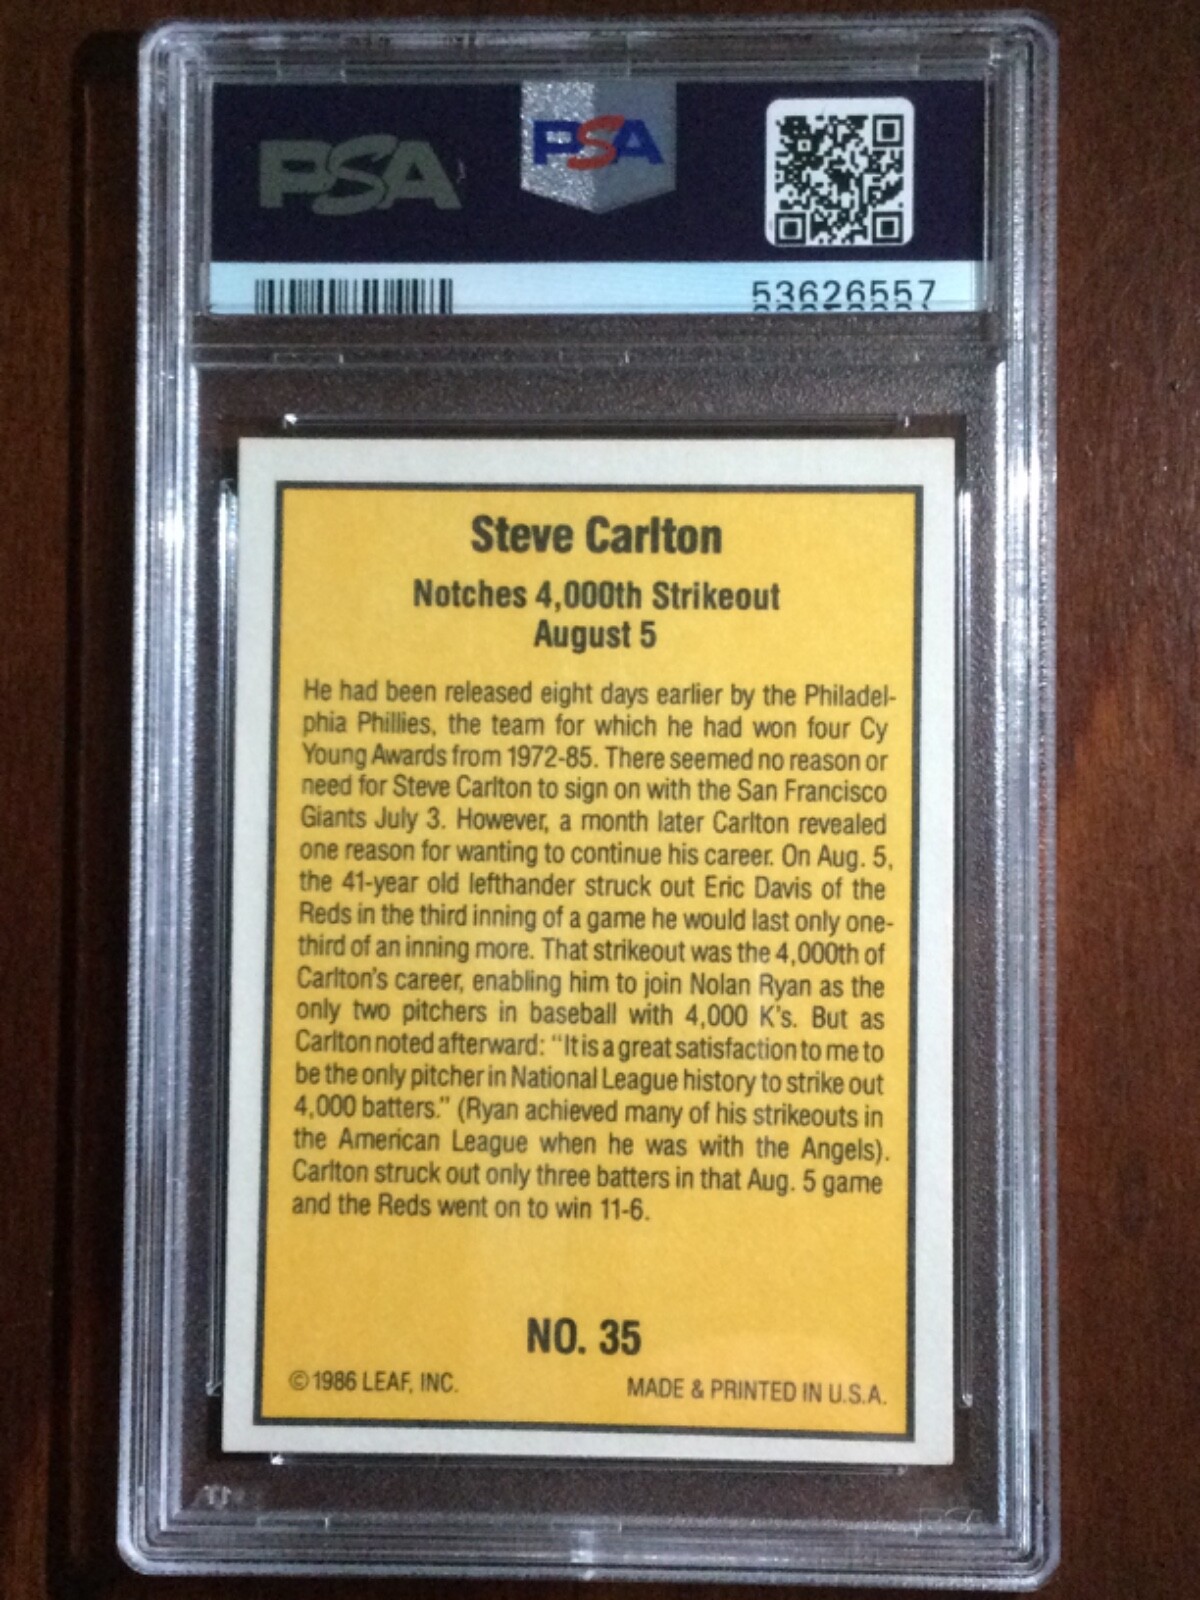 PSA
PSA
53626557
Steve Carlton
Notches 4,000th Strikeout
August 5
He had been released eight days earlier by the Philadel-
phia Phillies, the team for which he had won four Cy
Young Awards from 1972-85. There seemed no reason or
need for Steve Carlton to sign on with the San Francisco
Giants July 3. However, a month later Carlton revealed
one reason for wanting to continue his career. On Aug. 5,
the 41-year old lefthander struck out Eric Davis of the
Reds in the third inning of a game he would last only one-
third of an inning more. That strikeout was the 4,000th of
Carlton's career, enabling him to join Nolan Ryan as the
only two pitchers in baseball with 4,000 K's. But as
Carlton noted afterward: "It is a great satisfaction to me to
be the only pitcher in National League history to strike out
4,000 batters." (Ryan achieved many of his strikeouts in
the American League when he was with the Angels).
Carlton struck out only three batters in that Aug. 5 game
and the Reds went on to win 11-6.
NO. 35
© 1986 LEAF, INC.
MADE & PRINTED IN U.S.A.